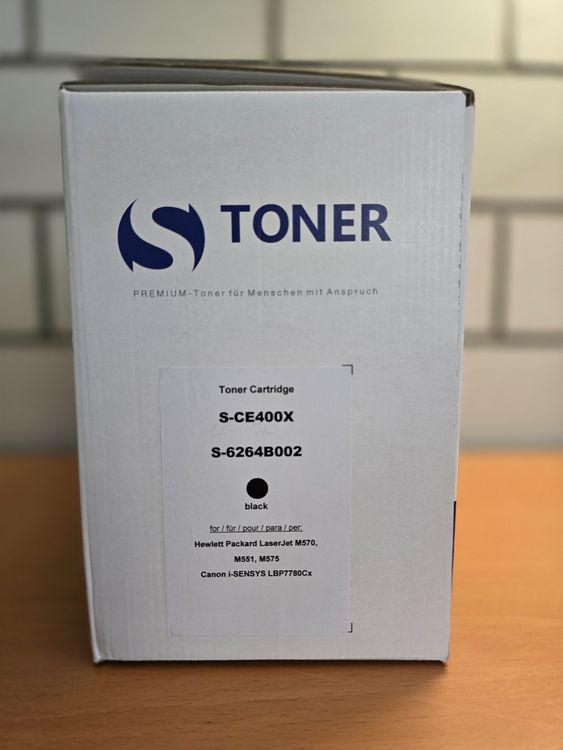 S TONER
PREMIUM-Toner für Menschen mit Anspruch
Toner Cartridge
S-CE400X
S-6264B002
black
for / für / pour / para / per:
Hewlett Packard LaserJet M570,
M551, M575
Canon i-SENSYS LBP7780Cx